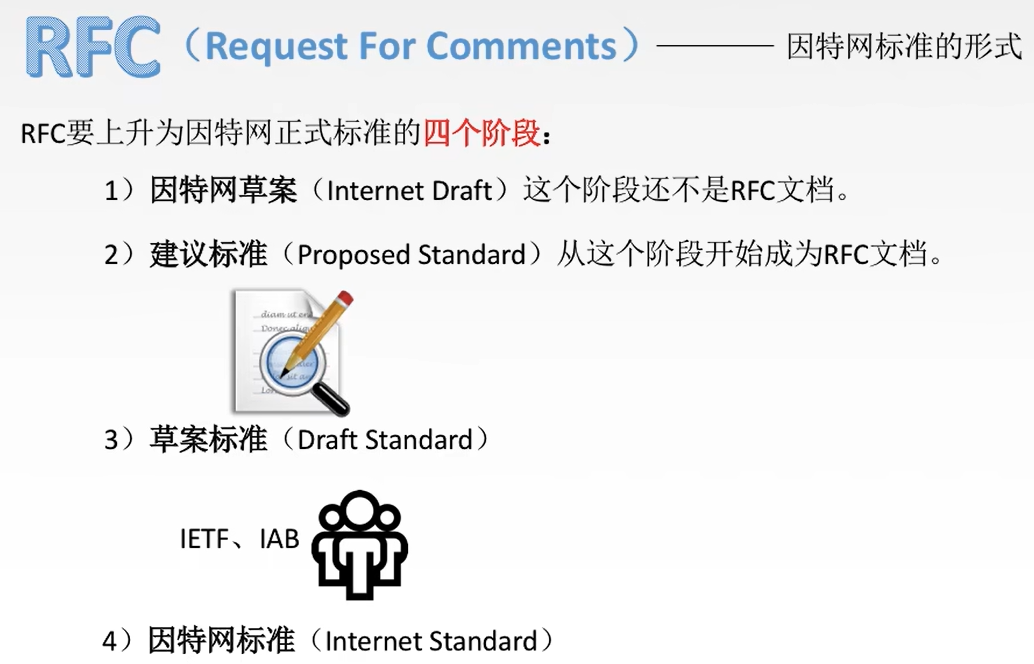 RFC（Request For Comments）———— 因特网标准的形式
RFC要上升为因特网正式标准的四个阶段：
1）因特网草案（Internet Draft）这个阶段还不是RFC文档。
2）建议标准（Proposed Standard）从这个阶段开始成为RFC文档。
diam ut
Donec
3）草案标准（Draft Standard）
IETF、IAB
4）因特网标准（Internet Standard）